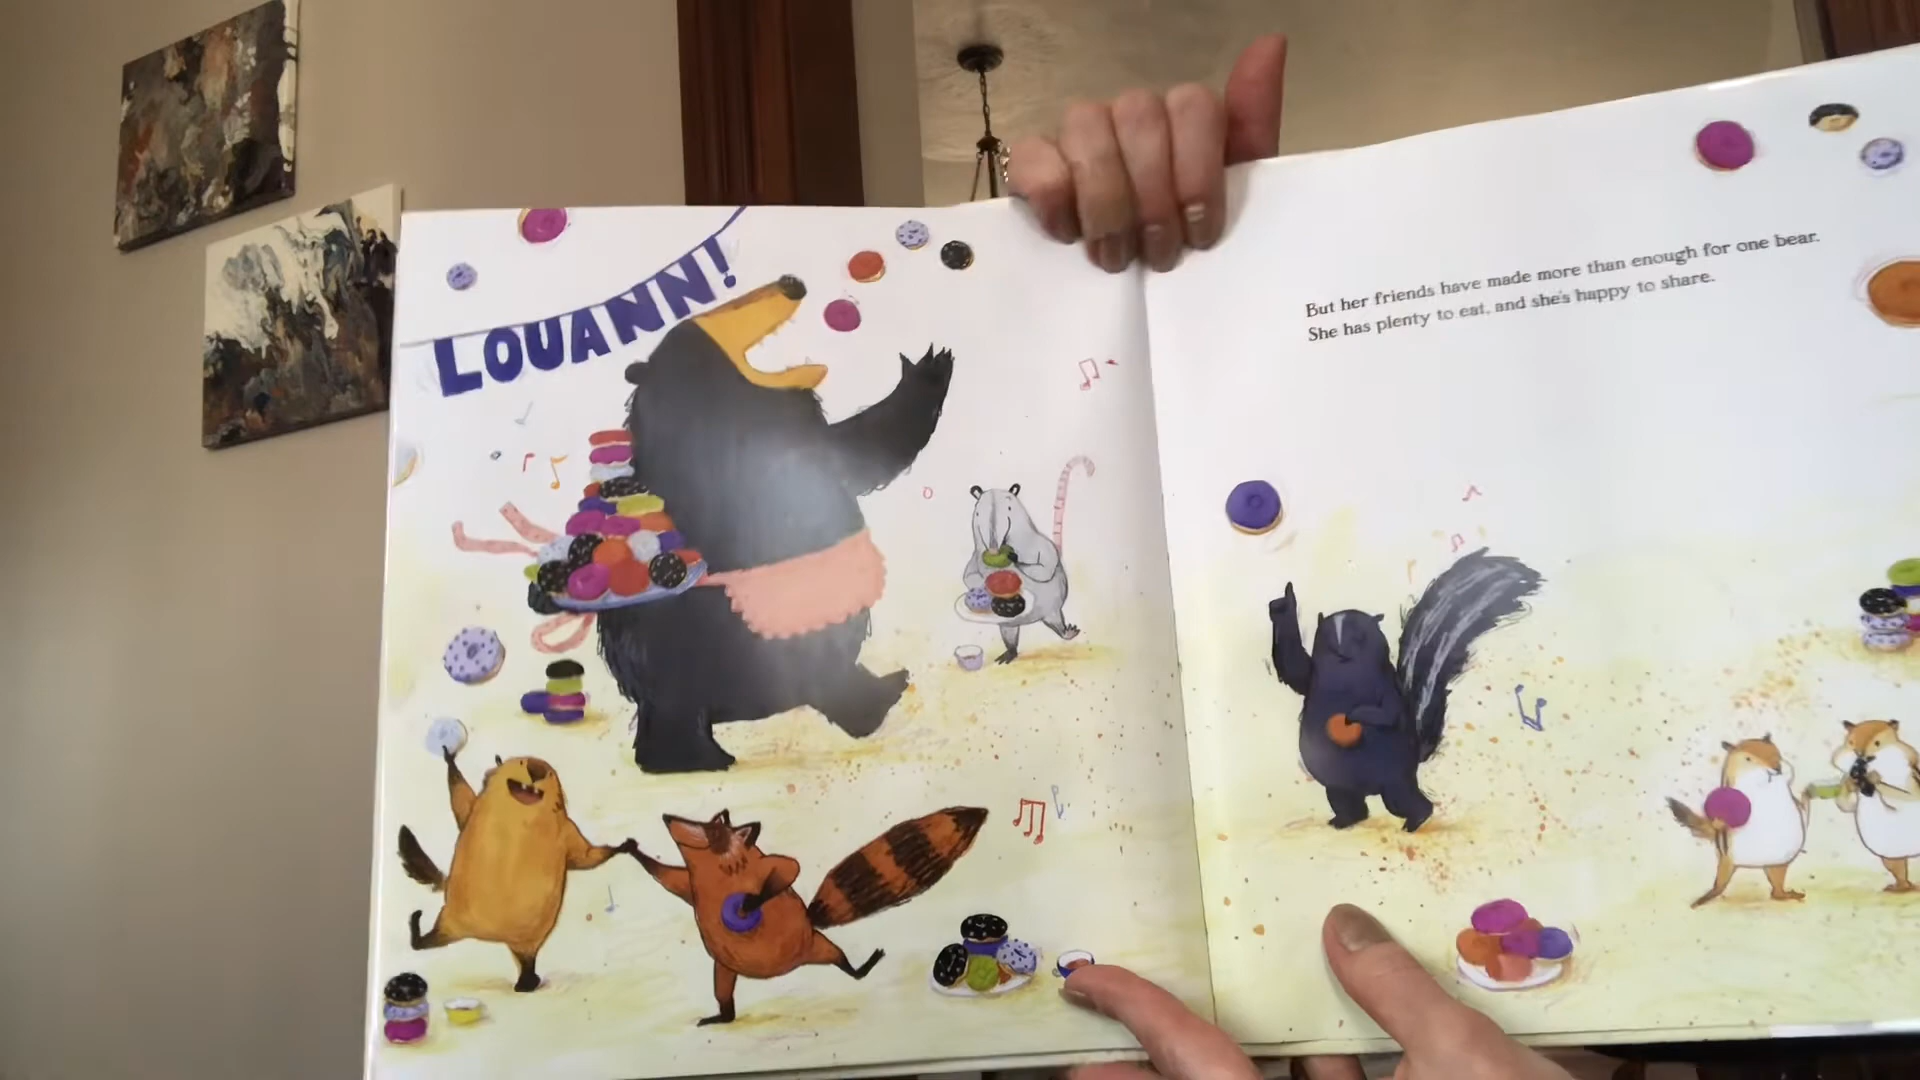 LOUANN!
But her friends have made more than enough for one bear.
She has plenty to eat, and she's happy to share.